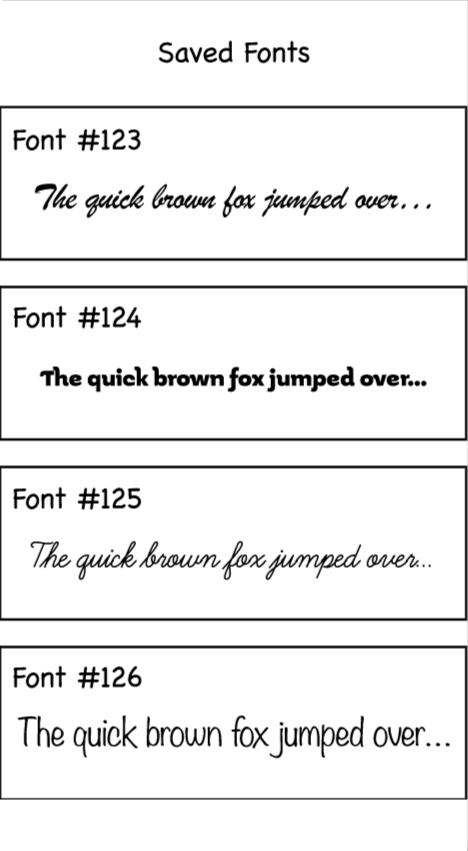 Saved Fonts
Font #123
The quick brown fox jumped over...
Font #124
The quick brown fox jumped over...
Font #125
The quick brown fox jumped over...
Font #126
The quick brown fox jumped over...